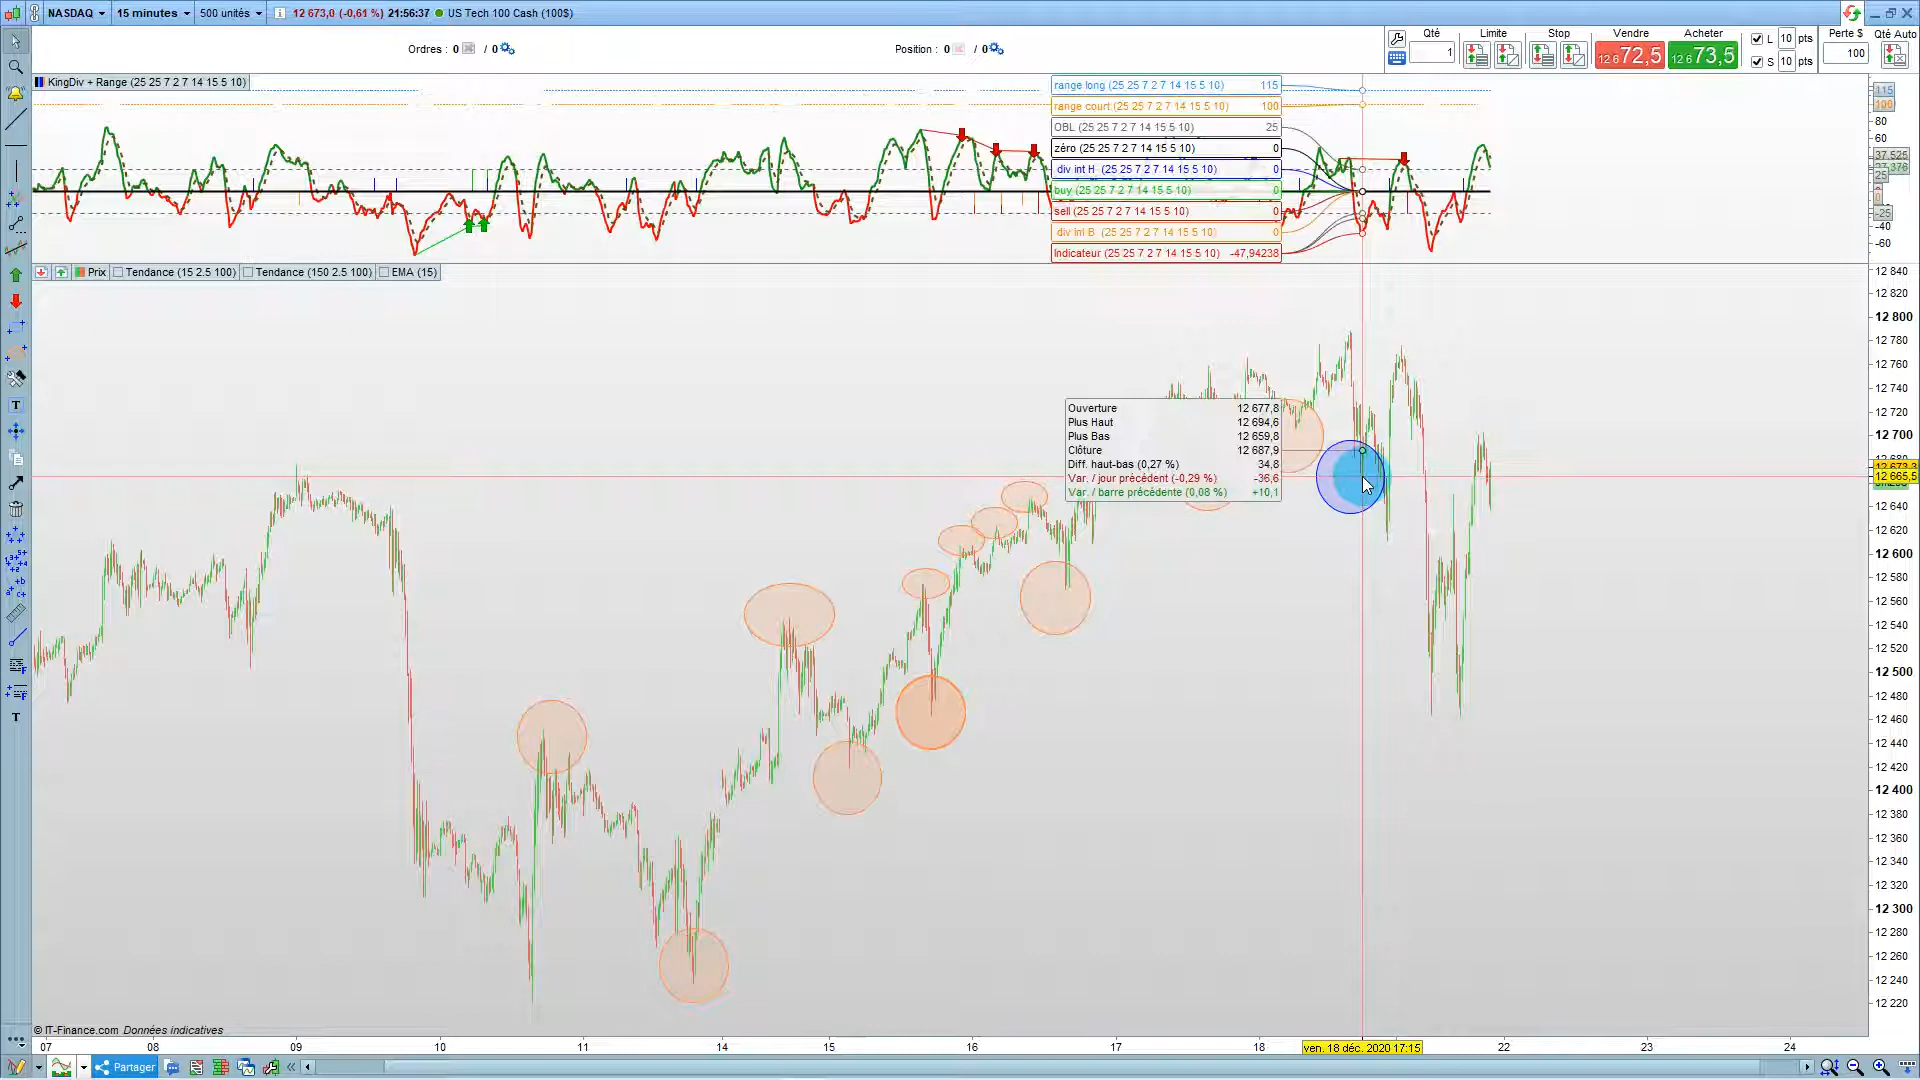 NASDAQ 15 minutes 500 unités 12 673,0 (-0,61 %) 21:56:37 US Tech 100 Cash (100$)
Ordres : 0 / 0 Position : 0 / 0
Qté Limite Stop Vendre Acheter Perte $ Qté Auto
1 12 6 72,5 12 6 73,5 L 10 pts 100
S 10 pts
KingDiv + Range (25 25 7 2 7 14 15 5 10)
range long (25 25 7 2 7 14 15 5 10) 115
range court (25 25 7 2 7 14 15 5 10) 100
OBL (25 25 7 2 7 14 15 5 10) 25
zéro (25 25 7 2 7 14 15 5 10) 0
div int H (25 25 7 2 7 14 15 5 10) 0
buy (25 25 7 2 7 14 15 5 10) 0
sell (25 25 7 2 7 14 15 5 10) 0
div int B (25 25 7 2 7 14 15 5 10) 0
Indicateur (25 25 7 2 7 14 15 5 10) -47,94238
115
100
80
60
37,525
25
-25
-40
-60
Prix Tendance (15 2.5 100) Tendance (150 2.5 100) EMA (15)
12 840
12 820
12 800
12 780
12 760
12 740
12 720
12 700
12 665,5
12 640
12 620
12 600
12 580
12 560
12 540
12 520
12 500
12 480
12 460
12 440
12 420
12 400
12 380
12 360
12 340
12 320
12 300
12 280
12 260
12 240
12 220
Ouverture 12 677,8
Plus Haut 12 694,6
Plus Bas 12 659,8
Clôture 12 687,9
Diff. haut-bas (0,27 %) 34,8
Var. / jour précédent (-0,29 %) -36,6
Var. / barre précédente (0,08 %) +10,1
© IT-Finance.com Données indicatives
07 08 09 10 11 14 15 16 17 18 ven. 18 déc. 2020 17:15 22 23 24
Partager